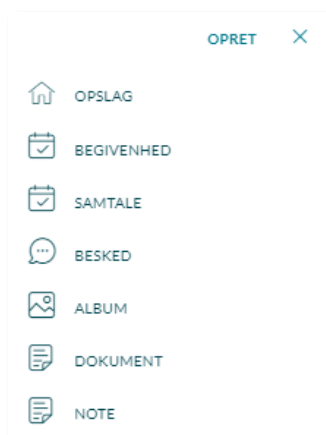 OPRET
OPSLAG
BEGIVENHED
SAMTALE
BESKED
ALBUM
DOKUMENT
NOTE